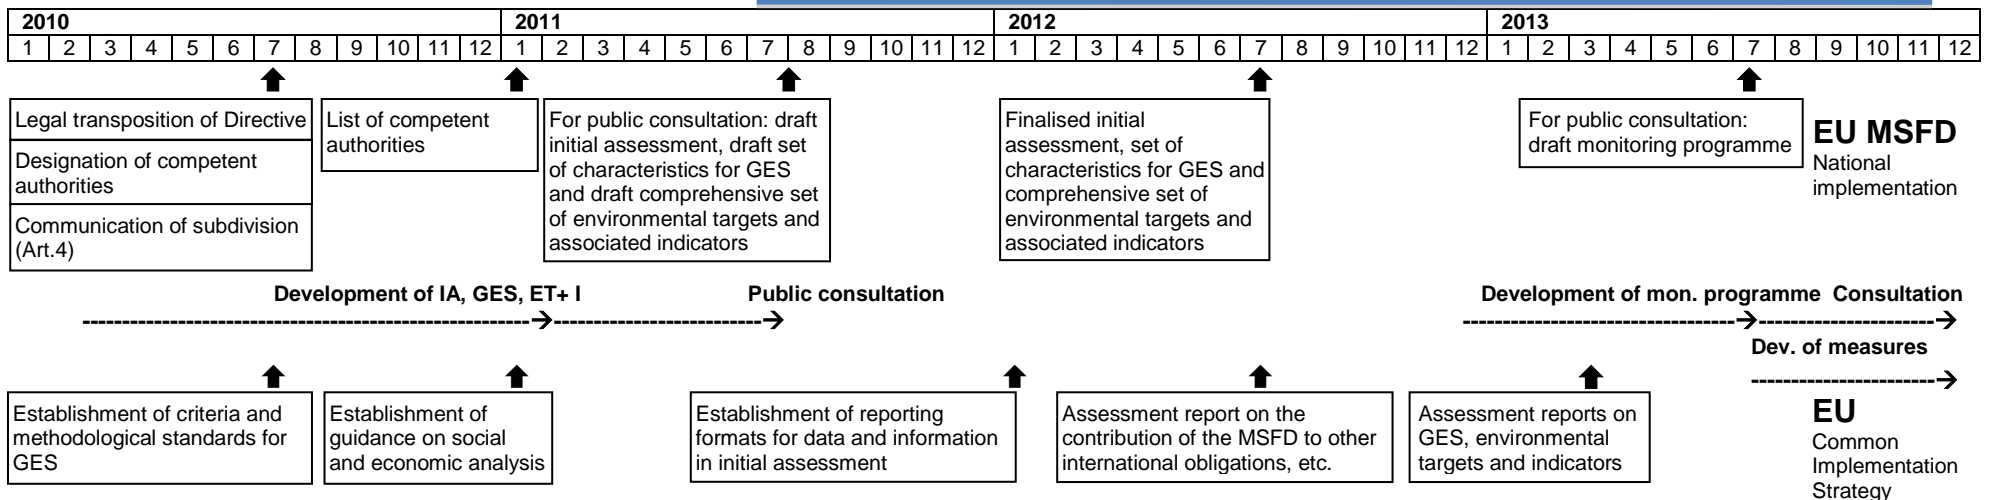 2010 2011 2012 2013
1 2 3 4 5 6 7 8 9 10 11 12 1 2 3 4 5 6 7 8 9 10 11 12 1 2 3 4 5 6 7 8 9 10 11 12 1 2 3 4 5 6 7 8 9 10 11 12
Legal transposition of Directive
Designation of competent
authorities
Communication of subdivision
(Art.4)
List of competent
authorities
For public consultation: draft
initial assessment, draft set
of characteristics for GES
and draft comprehensive set
of environmental targets and
associated indicators
Finalised initial
assessment, set of
characteristics for GES and
comprehensive set of
environmental targets and
associated indicators
For public consultation:
draft monitoring programme
EU MSFD
National
implementation
Development of IA, GES, ET+ I
Public consultation
Development of mon. programme
Consultation
Dev. of measures
Establishment of criteria and
methodological standards for
GES
Establishment of
guidance on social
and economic analysis
Establishment of reporting
formats for data and information
in initial assessment
Assessment report on the
contribution of the MSFD to other
international obligations, etc.
Assessment reports on
GES, environmental
targets and indicators
EU
Common
Implementation
Strategy